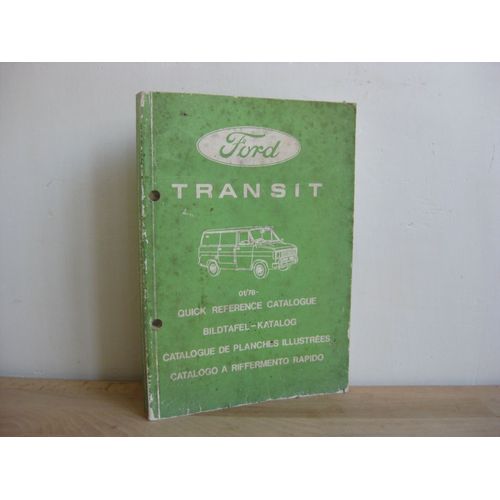 Ford
TRANSIT
01/78-
QUICK REFERENCE CATALOGUE
BILDTAFEL-KATALOG
CATALOGUE DE PLANCHES ILLUSTRÉES
CATALOGO A RIFFERMENTO RAPIDO